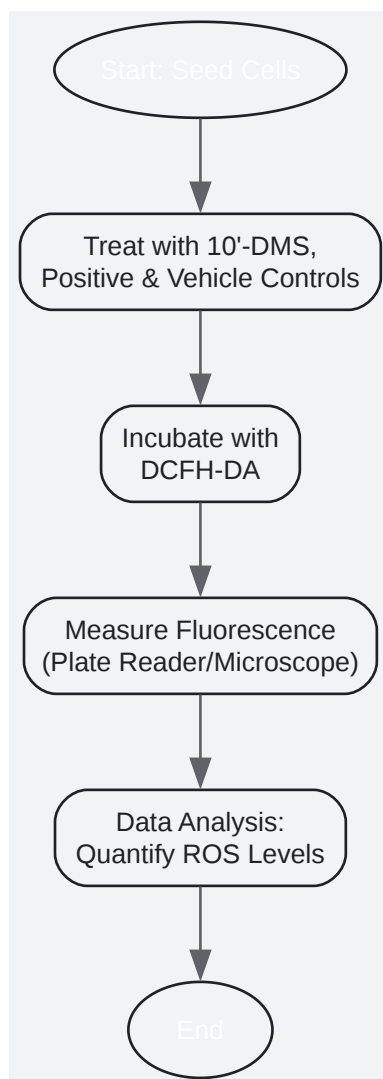 Start: Seed Cells
Treat with 10'-DMS,
Positive & Vehicle Controls
Incubate with
DCFH-DA
Measure Fluorescence
(Plate Reader/Microscope)
Data Analysis:
Quantify ROS Levels
End